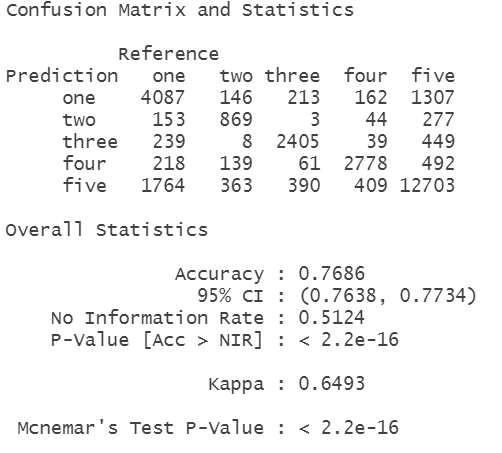 Confusion Matrix and Statistics
Reference
Prediction one two three four five
one 4087 146 213 162 1307
two 153 869 3 44 277
three 239 8 2405 39 449
four 218 139 61 2778 492
five 1764 363 390 409 12703
Overall Statistics
Accuracy : 0.7686
95% CI : (0.7638, 0.7734)
No Information Rate : 0.5124
P-Value [Acc > NIR] : < 2.2e-16
Kappa : 0.6493
Mcnemar's Test P-Value : < 2.2e-16